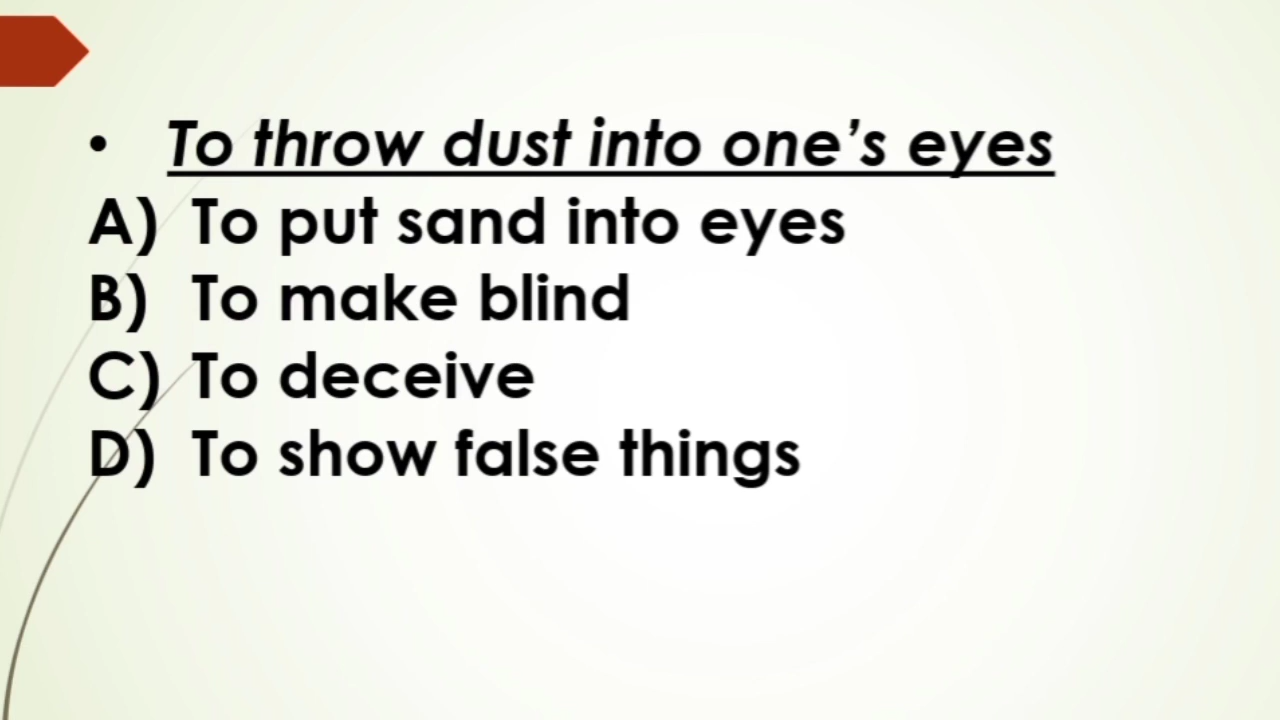 • To throw dust into one’s eyes
A) To put sand into eyes
B) To make blind
C) To deceive
D) To show false things